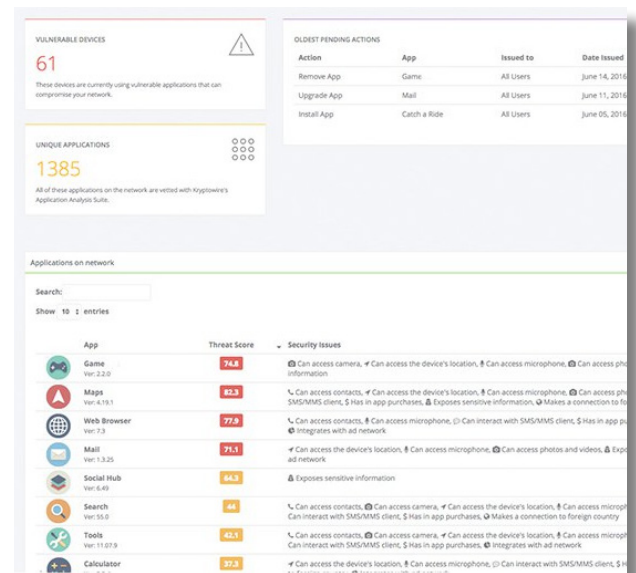 VULNERABLE DEVICES
61
These devices are currently using vulnerable applications that can
compromise your network.
UNIQUE APPLICATIONS
1385
All of these applications on the network are vetted with Kryptowire's
Application Analysis Suite.
OLDEST PENDING ACTIONS
Action App Issued to Date Issued
Remove App Game All Users June 14, 2016
Upgrade App Mail All Users June 11, 2016
Install App Catch a Ride All Users June 05, 2016
Applications on network
Search:
Show 10 entries
App Threat Score Security Issues
Game 74.8 Can access camera, Can access the device's location, Can access microphone, Can access
Ver: 2.2.0 information
Maps 82.3 Can access contacts, Can access the device's location, Can access microphone, Can access
Ver: 4.19.1 SMS/MMS client, $ Has in app purchases, Exposes sensitive information, Makes a connection to
Web Browser 77.9 Can access contacts, Can access microphone, Can interact with SMS/MMS client, $ Has in app
Ver: 7.3 Integrates with ad network
Mail 71.1 Can access the device's location, Can access microphone, Can access photos and videos,
Ver: 1.3.25 ad network
Social Hub 64.3 Exposes sensitive information
Ver: 6.49
Search 44 Can access contacts, Can access camera, Can access the device's location, Can access
Ver: 55.0 Can interact with SMS/MMS client, $ Has in app purchases, Makes a connection to foreign country
Tools 42.1 Can access contacts, Can access camera, Can access the device's location, Can access
Ver: 11.07.9 Can interact with SMS/MMS client, $ Has in app purchases, Integrates with ad network
Calculator 37.3 Can access the device's location, Can access microphone, Can interact with SMS/MMS client, $